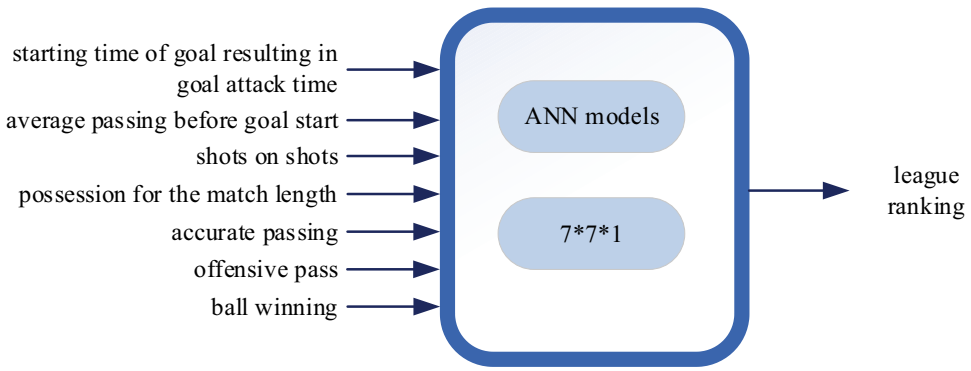 starting time of goal resulting in
goal attack time
average passing before goal start
shots on shots
possession for the match length
accurate passing
offensive pass
ball winning
ANN models
7*7*1
league
ranking